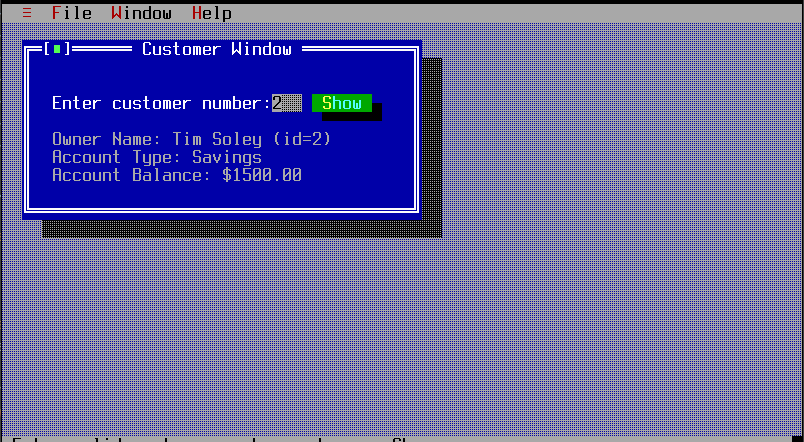 ≡ File Window Help
Customer Window
Enter customer number:2 Show
Owner Name: Tim Soley (id=2)
Account Type: Savings
Account Balance: $1500.00